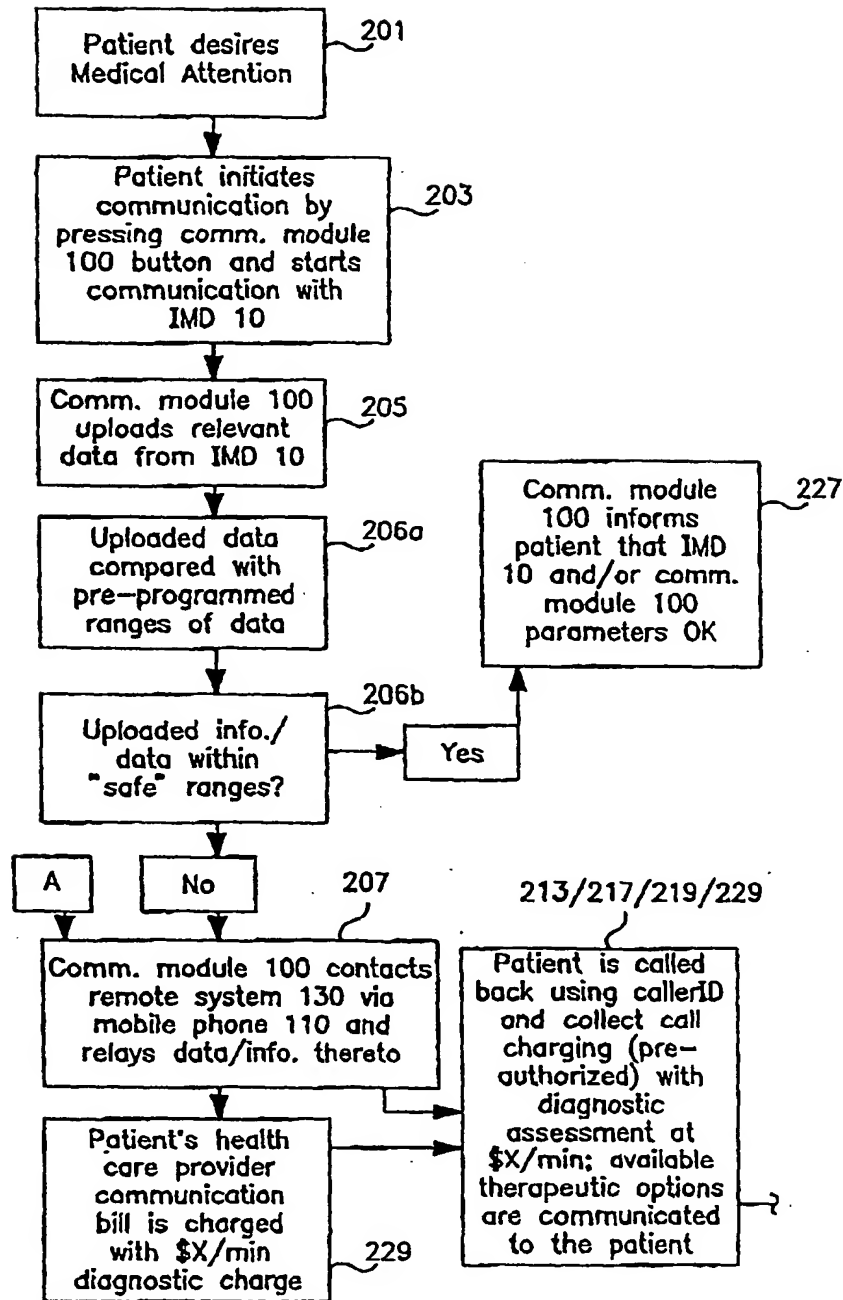 Patient desires
Medical Attention
201
Patient initiates
communication by
pressing comm. module
100 button and starts
communication with
IMD 10
203
Comm. module 100
uploads relevant
data from IMD 10
205
Uploaded data
compared with
pre-programmed
ranges of data
206a
Comm. module
100 informs
patient that IMD
10 and/or comm.
module 100
parameters OK
227
Uploaded info./
data within
"safe" ranges?
206b
Yes
A
No
207
Comm. module 100 contacts
remote system 130 via
mobile phone 110 and
relays data/info. thereto
213/217/219/229
Patient is called
back using callerID
and collect call
charging (pre-
authorized) with
diagnostic
assessment at
$X/min; available
therapeutic options
are communicated
to the patient
Patient's health
care provider
communication
bill is charged
with $X/min
diagnostic charge
229